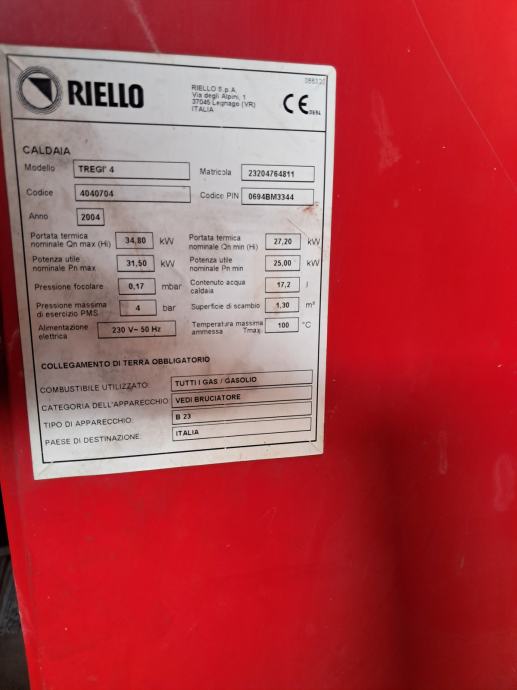 RIELLO
RIELLO S.p.A.
Via degli Alpini, 1
37045 Legnago (VR)
ITALIA
CE
0694
CALDAIA
Modello TREGI' 4 Matricola 23204764811
Codice 4040704 Codice PIN 0694BM3344
Anno 2004
Portata termica nominale Qn max (Hi) 34,80 kW Portata termica nominale Qn min (Hi) 27,20 kW
Potenza utile nominale Pn max 31,50 kW Potenza utile nominale Pn min 25,00 kW
Pressione focolare 0,17 mbar Contenuto acqua caldaia 17,2 l
Pressione massima di esercizio PMS 4 bar Superficie di scambio 1,30 m²
Alimentazione elettrica 230 V~ 50 Hz Temperatura massima ammessa Tmax 100 °C
COLLEGAMENTO DI TERRA OBBLIGATORIO
COMBUSTIBILE UTILIZZATO: TUTTI I GAS / GASOLIO
CATEGORIA DELL'APPARECCHIO VEDI BRUCIATORE
TIPO DI APPARECCHIO: B 23
PAESE DI DESTINAZIONE: ITALIA